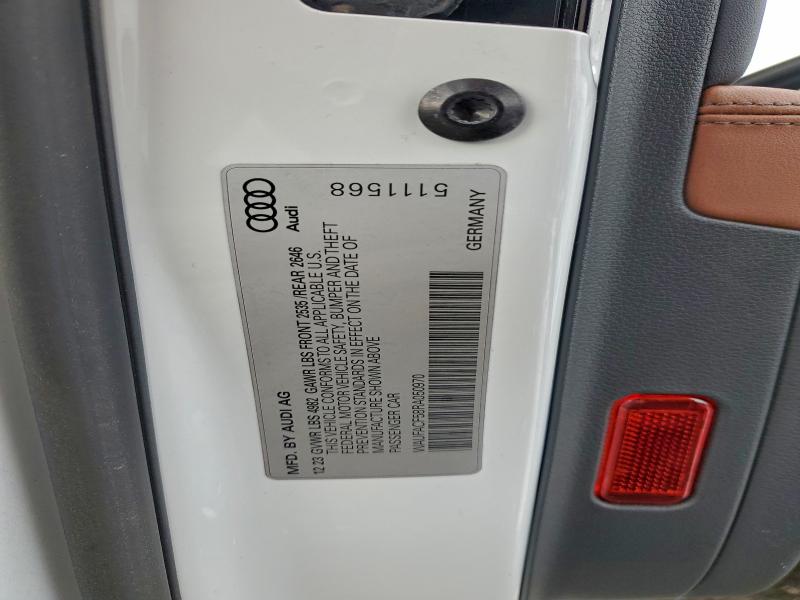 MFD. BY AUDI AG
Audi
12 23 GVWR LBS 4982 GAWR LBS FRONT 2535 /REAR 2646
THIS VEHICLE CONFORMS TO ALL APPLICABLE U.S.
FEDERAL MOTOR VEHICLE SAFETY, BUMPER AND THEFT
PREVENTION STANDARDS IN EFFECT ON THE DATE OF
MANUFACTURE SHOWN ABOVE
PASSENGER CAR
WAUFACF58RA060970
GERMANY
5111568